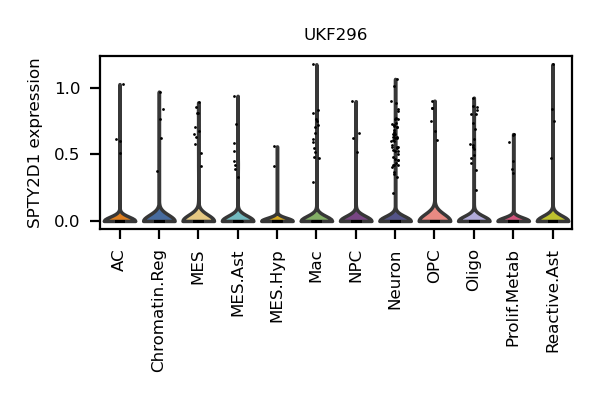 UKF296
SPTY2D1 expression
1.0
0.5
0.0
AC
Chromatin.Reg
MES
MES.Ast
MES.Hyp
Mac
NPC
Neuron
OPC
Oligo
Prolif.Metab
Reactive.Ast